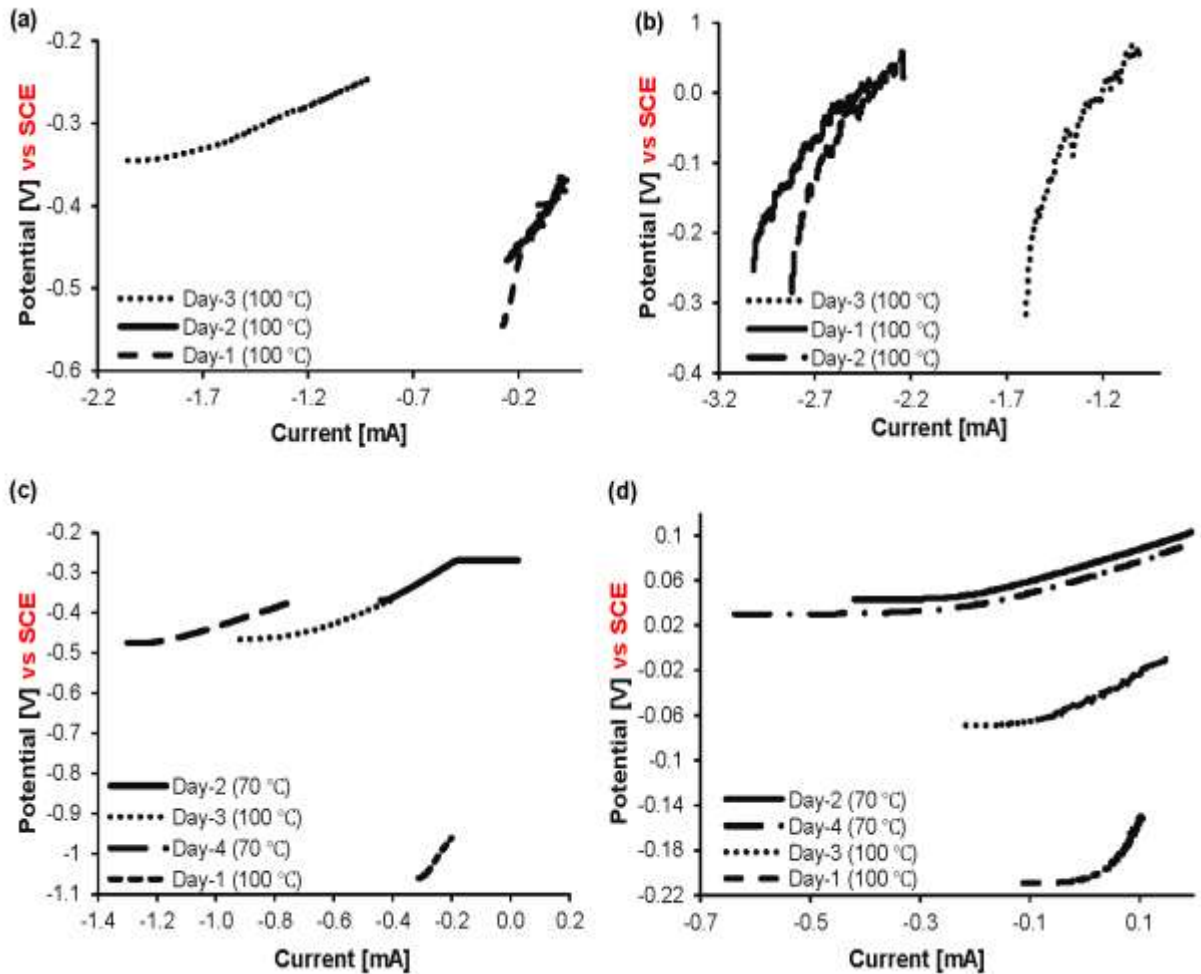 (a)
-0.2
-0.3
-0.4
-0.5
-0.6
Potential [V] vs SCE
Day-3 (100 °C)
Day-2 (100 °C)
Day-1 (100 °C)
-2.2 -1.7 -1.2 -0.7 -0.2
Current [mA]
(b)
1
0.0
-0.1
-0.2
-0.3
-0.4
Potential [V] vs SCE
Day-3 (100 °C)
Day-1 (100 °C)
Day-2 (100 °C)
-3.2 -2.7 -2.2 -1.7 -1.2
Current [mA]
(c)
-0.2
-0.3
-0.4
-0.5
-0.6
-0.7
-0.8
-0.9
-1
-1.1
Potential [V] vs SCE
Day-2 (70 °C)
Day-3 (100 °C)
Day-4 (70 °C)
Day-1 (100 °C)
-1.4 -1.2 -1.0 -0.8 -0.6 -0.4 -0.2 0.0 0.2
Current [mA]
(d)
0.1
0.06
0.02
-0.02
-0.06
-0.1
-0.14
-0.18
-0.22
Potential [V] vs SCE
Day-2 (70 °C)
Day-4 (70 °C)
Day-3 (100 °C)
Day-1 (100 °C)
-0.7 -0.5 -0.3 -0.1 0.1
Current [mA]